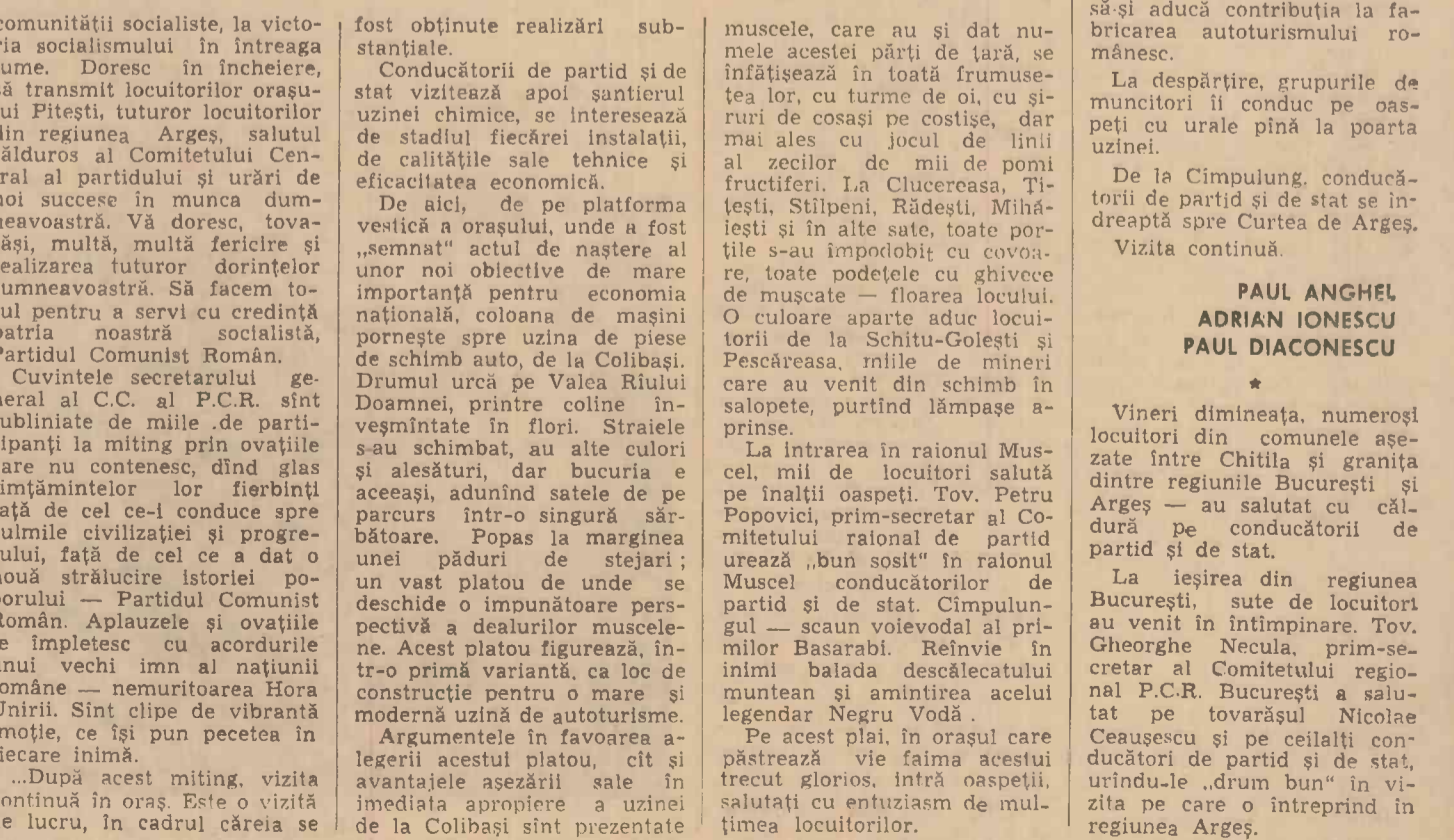 comunității socialiste, la victo-
ria socialismului în întreaga
lume. Doresc în încheiere,
să transmit locuitorilor orașu-
lui Pitești, tuturor locuitorilor
din regiunea Argeș, salutul
călduros al Comitetului Cen-
tral al partidului și urări de
noi succese în munca dum-
neavoastră. Vă doresc, tova-
răși, multă, multă fericire și
realizarea tuturor dorințelor
dumneavoastră. Să facem to-
tul pentru a servi cu credință
patria noastră socialistă,
Partidul Comunist Român.
Cuvintele secretarului ge-
neral al C.C. al P.C.R. sînt
subliniate de miile .de parti-
cipanți la miting prin ovațiile
care nu contenesc, dînd glas
simțămintelor lor fierbinți
față de cel ce-i conduce spre
culmile civilizației și progre-
sului, față de cel ce a dat o
nouă strălucire istoriei po-
porului — Partidul Comunist
Român. Aplauzele și ovațiile
se împletesc cu acordurile
unui vechi imn al națiunii
române — nemuritoarea Hora
Unirii. Sînt clipe de vibrantă
emoție, ce își pun pecetea în
fiecare inimă.
...După acest miting, vizita
continuă în oraș. Este o vizită
de lucru, în cadrul căreia se
fost obținute realizări sub-
stanțiale.
Conducătorii de partid și de
stat vizitează apoi șantierul
uzinei chimice, se interesează
de stadiul fiecărei instalații,
de calitățile sale tehnice și
eficacitatea economică.
De aici, de pe platforma
vestică a orașului, unde a fost
„semnat" actul de naștere al
unor noi obiective de mare
importanță pentru economia
națională, coloana de mașini
pornește spre uzina de piese
de schimb auto, de la Colibași.
Drumul urcă pe Valea Rîului
Doamnei, printre coline în-
veșmîntate în flori. Straiele
s-au schimbat, au alte culori
și alesături, dar bucuria e
aceeași, adunînd satele de pe
parcurs într-o singură săr-
bătoare. Popas la marginea
unei păduri de stejari ;
un vast platou de unde se
deschide o impunătoare pers-
pectivă a dealurilor muscele-
ne. Acest platou figurează, în-
tr-o primă variantă, ca loc de
construcție pentru o mare și
modernă uzină de autoturisme.
Argumentele în favoarea a-
legerii acestui platou, cît și
avantajele așezării sale în
imediata apropiere a uzinei
de la Colibași sînt prezentate
muscele, care au și dat nu-
mele acestei părți de țară, se
înfățișează în toată frumuse-
țea lor, cu turme de oi, cu și-
ruri de cosași pe costișe, dar
mai ales cu jocul de linii
al zecilor de mii de pomi
fructiferi. La Clucereasa, Ți-
țești, Stîlpeni, Rădești, Mihă-
iești și în alte sate, toate por-
țile s-au împodobit cu covoa-
re, toate podețele cu ghivece
de mușcate — floarea locului.
O culoare aparte aduc locui-
torii de la Schitu-Golești și
Pescăreasa, miile de mineri
care au venit din schimb în
salopete, purtînd lămpașe a-
prinse.
La intrarea în raionul Mus-
cel, mii de locuitori salută
pe înalții oaspeți. Tov. Petru
Popovici, prim-secretar al Co-
mitetului raional de partid
urează „bun sosit" în raionul
Muscel conducătorilor de
partid și de stat. Cîmpulun-
gul — scaun voievodal al pri-
milor Basarabi. Reînvie în
inimi balada descălecatului
muntean și amintirea acelui
legendar Negru Vodă .
Pe acest plai, în orașul care
păstrează vie faima acestui
trecut glorios, intră oaspeții,
salutați cu entuziasm de mul-
țimea locuitorilor.
să-și aducă contribuția la fa-
bricarea autoturismului ro-
mânesc.
La despărțire, grupurile de
muncitori îi conduc pe oas-
peți cu urale pînă la poarta
uzinei.
De la Cîmpulung, conducă-
torii de partid și de stat se în-
dreaptă spre Curtea de Argeș.
Vizita continuă.
PAUL ANGHEL
ADRIAN IONESCU
PAUL DIACONESCU
★
Vineri dimineața, numeroși
locuitori din comunele așe-
zate între Chitila și granița
dintre regiunile București și
Argeș — au salutat cu căl-
dură pe conducătorii de
partid și de stat.
La ieșirea din regiunea
București, sute de locuitori
au venit în întîmpinare. Tov.
Gheorghe Necula, prim-se-
cretar al Comitetului regio-
nal P.C.R. București a salu-
tat pe tovarășul Nicolae
Ceaușescu și pe ceilalți con-
ducători de partid și de stat,
urîndu-le „drum bun" în vi-
zita pe care o întreprind în
regiunea Argeș.